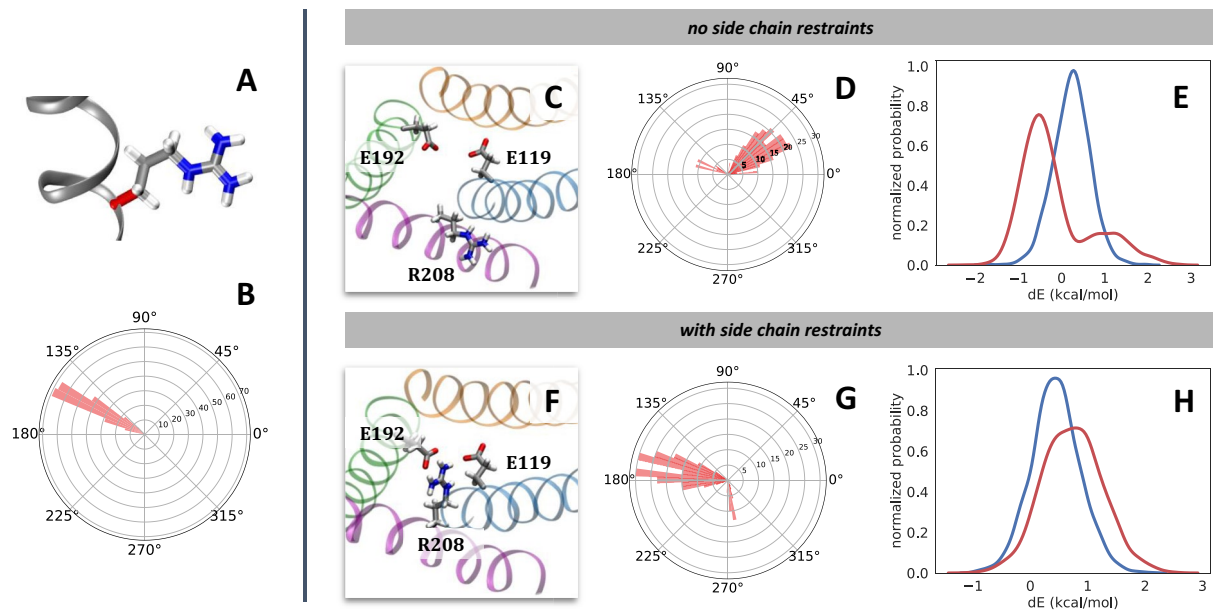 A
B
90°
135°
45°
180°
0°
225°
315°
270°
10 20 30 40 50 60 70
no side chain restraints
C
E192
E119
R208
D
90°
135°
45°
180°
0°
225°
315°
270°
5 10 15 20 25 30
E
normalized probability
1.0
0.8
0.6
0.4
0.2
0.0
−2 −1 0 1 2 3
dE (kcal/mol)
with side chain restraints
F
E192
E119
R208
G
90°
135°
45°
180°
0°
225°
315°
270°
5 10 15 20 25 30
H
normalized probability
1.0
0.8
0.6
0.4
0.2
0.0
−1 0 1 2 3
dE (kcal/mol)